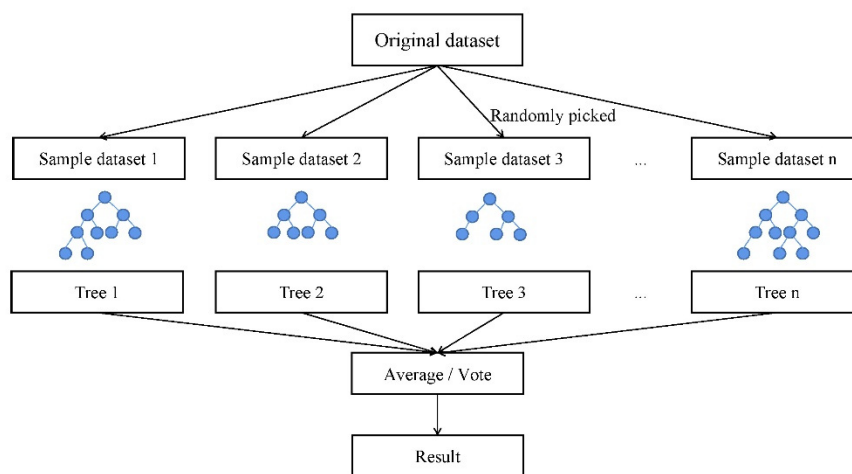 Original dataset
Randomly picked
Sample dataset 1
Sample dataset 2
Sample dataset 3
...
Sample dataset n
Tree 1
Tree 2
Tree 3
...
Tree n
Average / Vote
Result